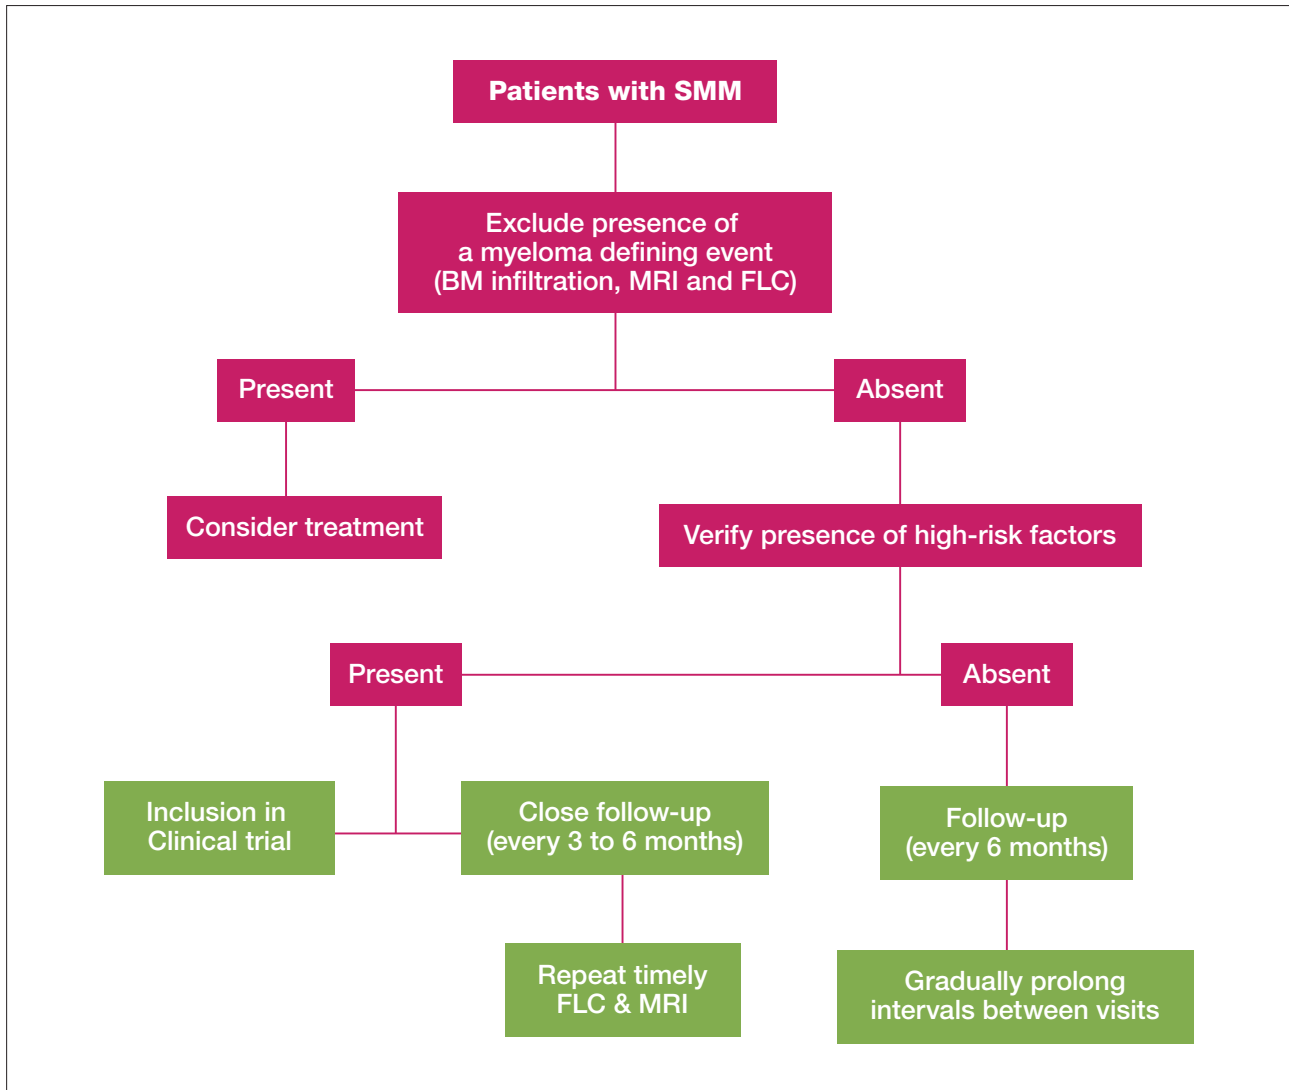 Patients with SMM
Exclude presence of
a myeloma defining event
(BM infiltration, MRI and FLC)
Present
Absent
Consider treatment
Verify presence of high-risk factors
Present
Absent
Inclusion in
Clinical trial
Close follow-up
(every 3 to 6 months)
Follow-up
(every 6 months)
Repeat timely
FLC & MRI
Gradually prolong
intervals between visits